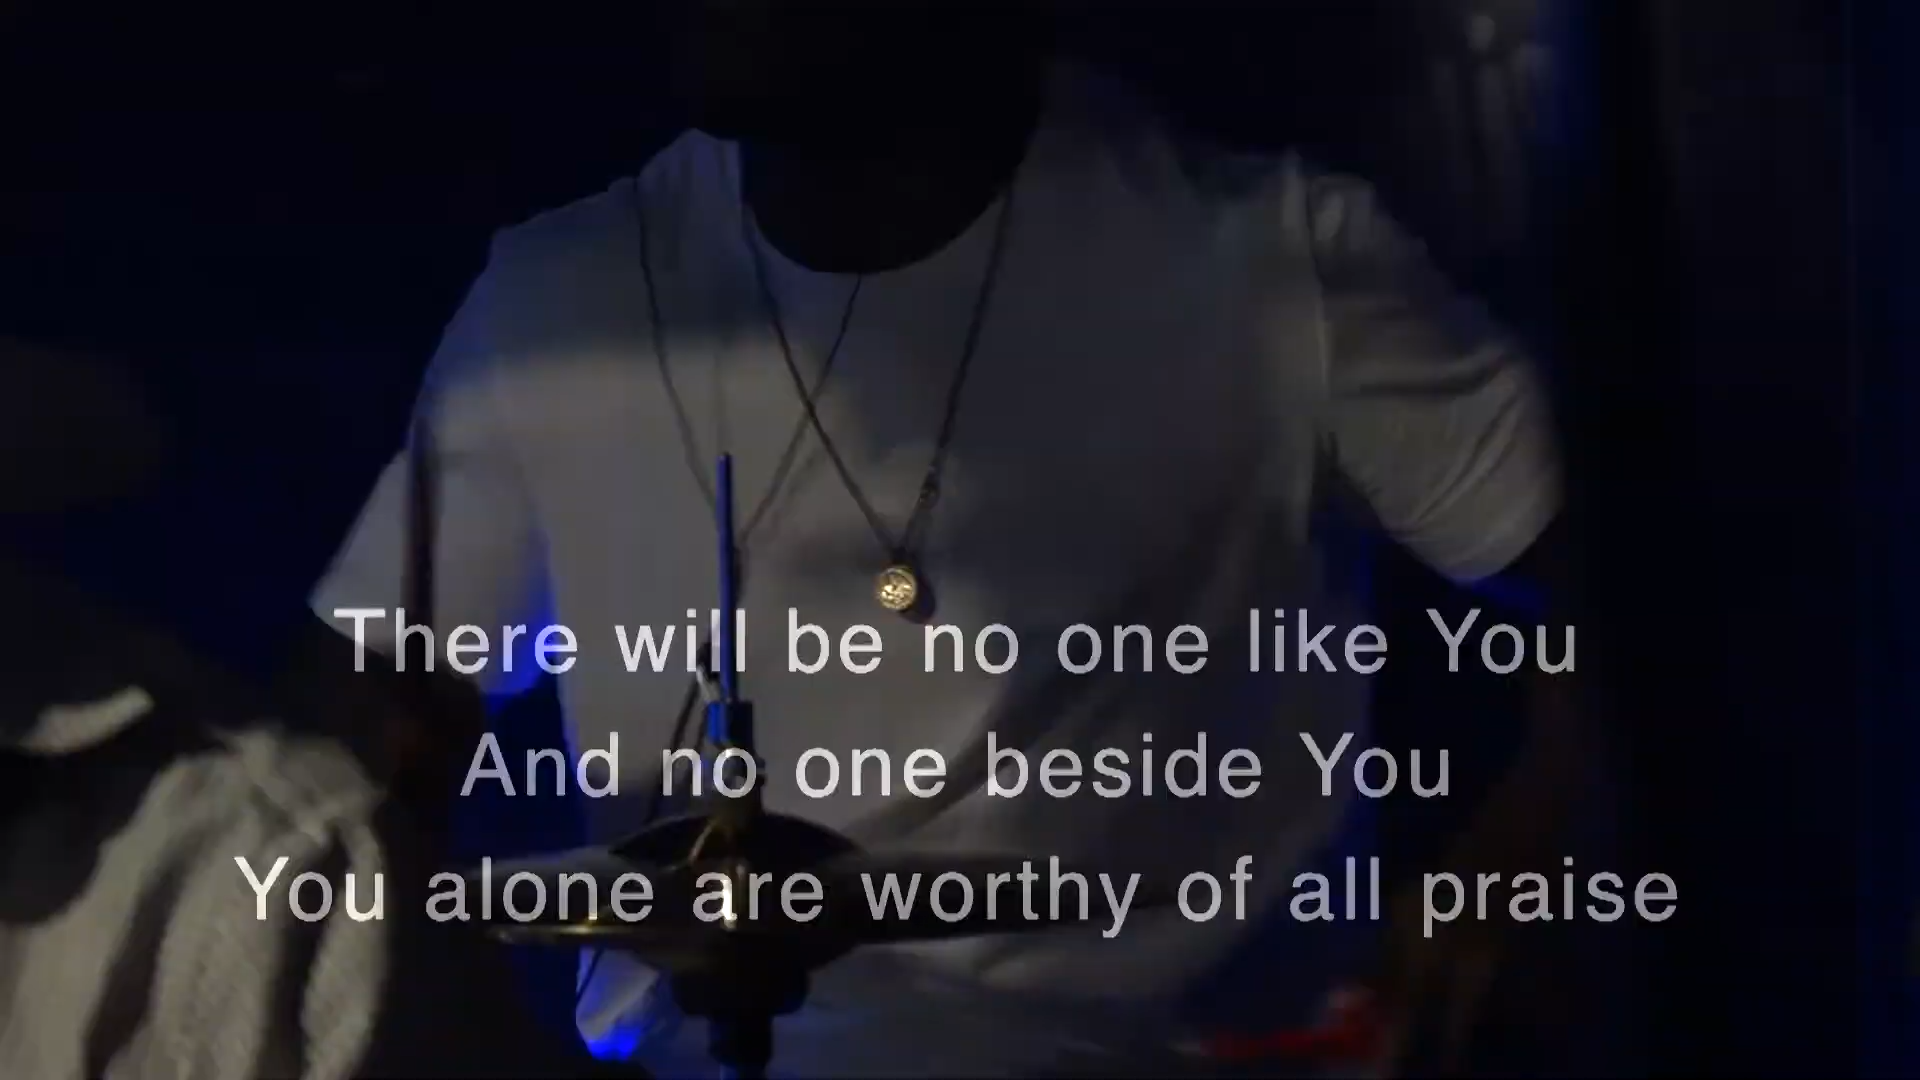 There will be no one like You
And no one beside You
You alone are worthy of all praise